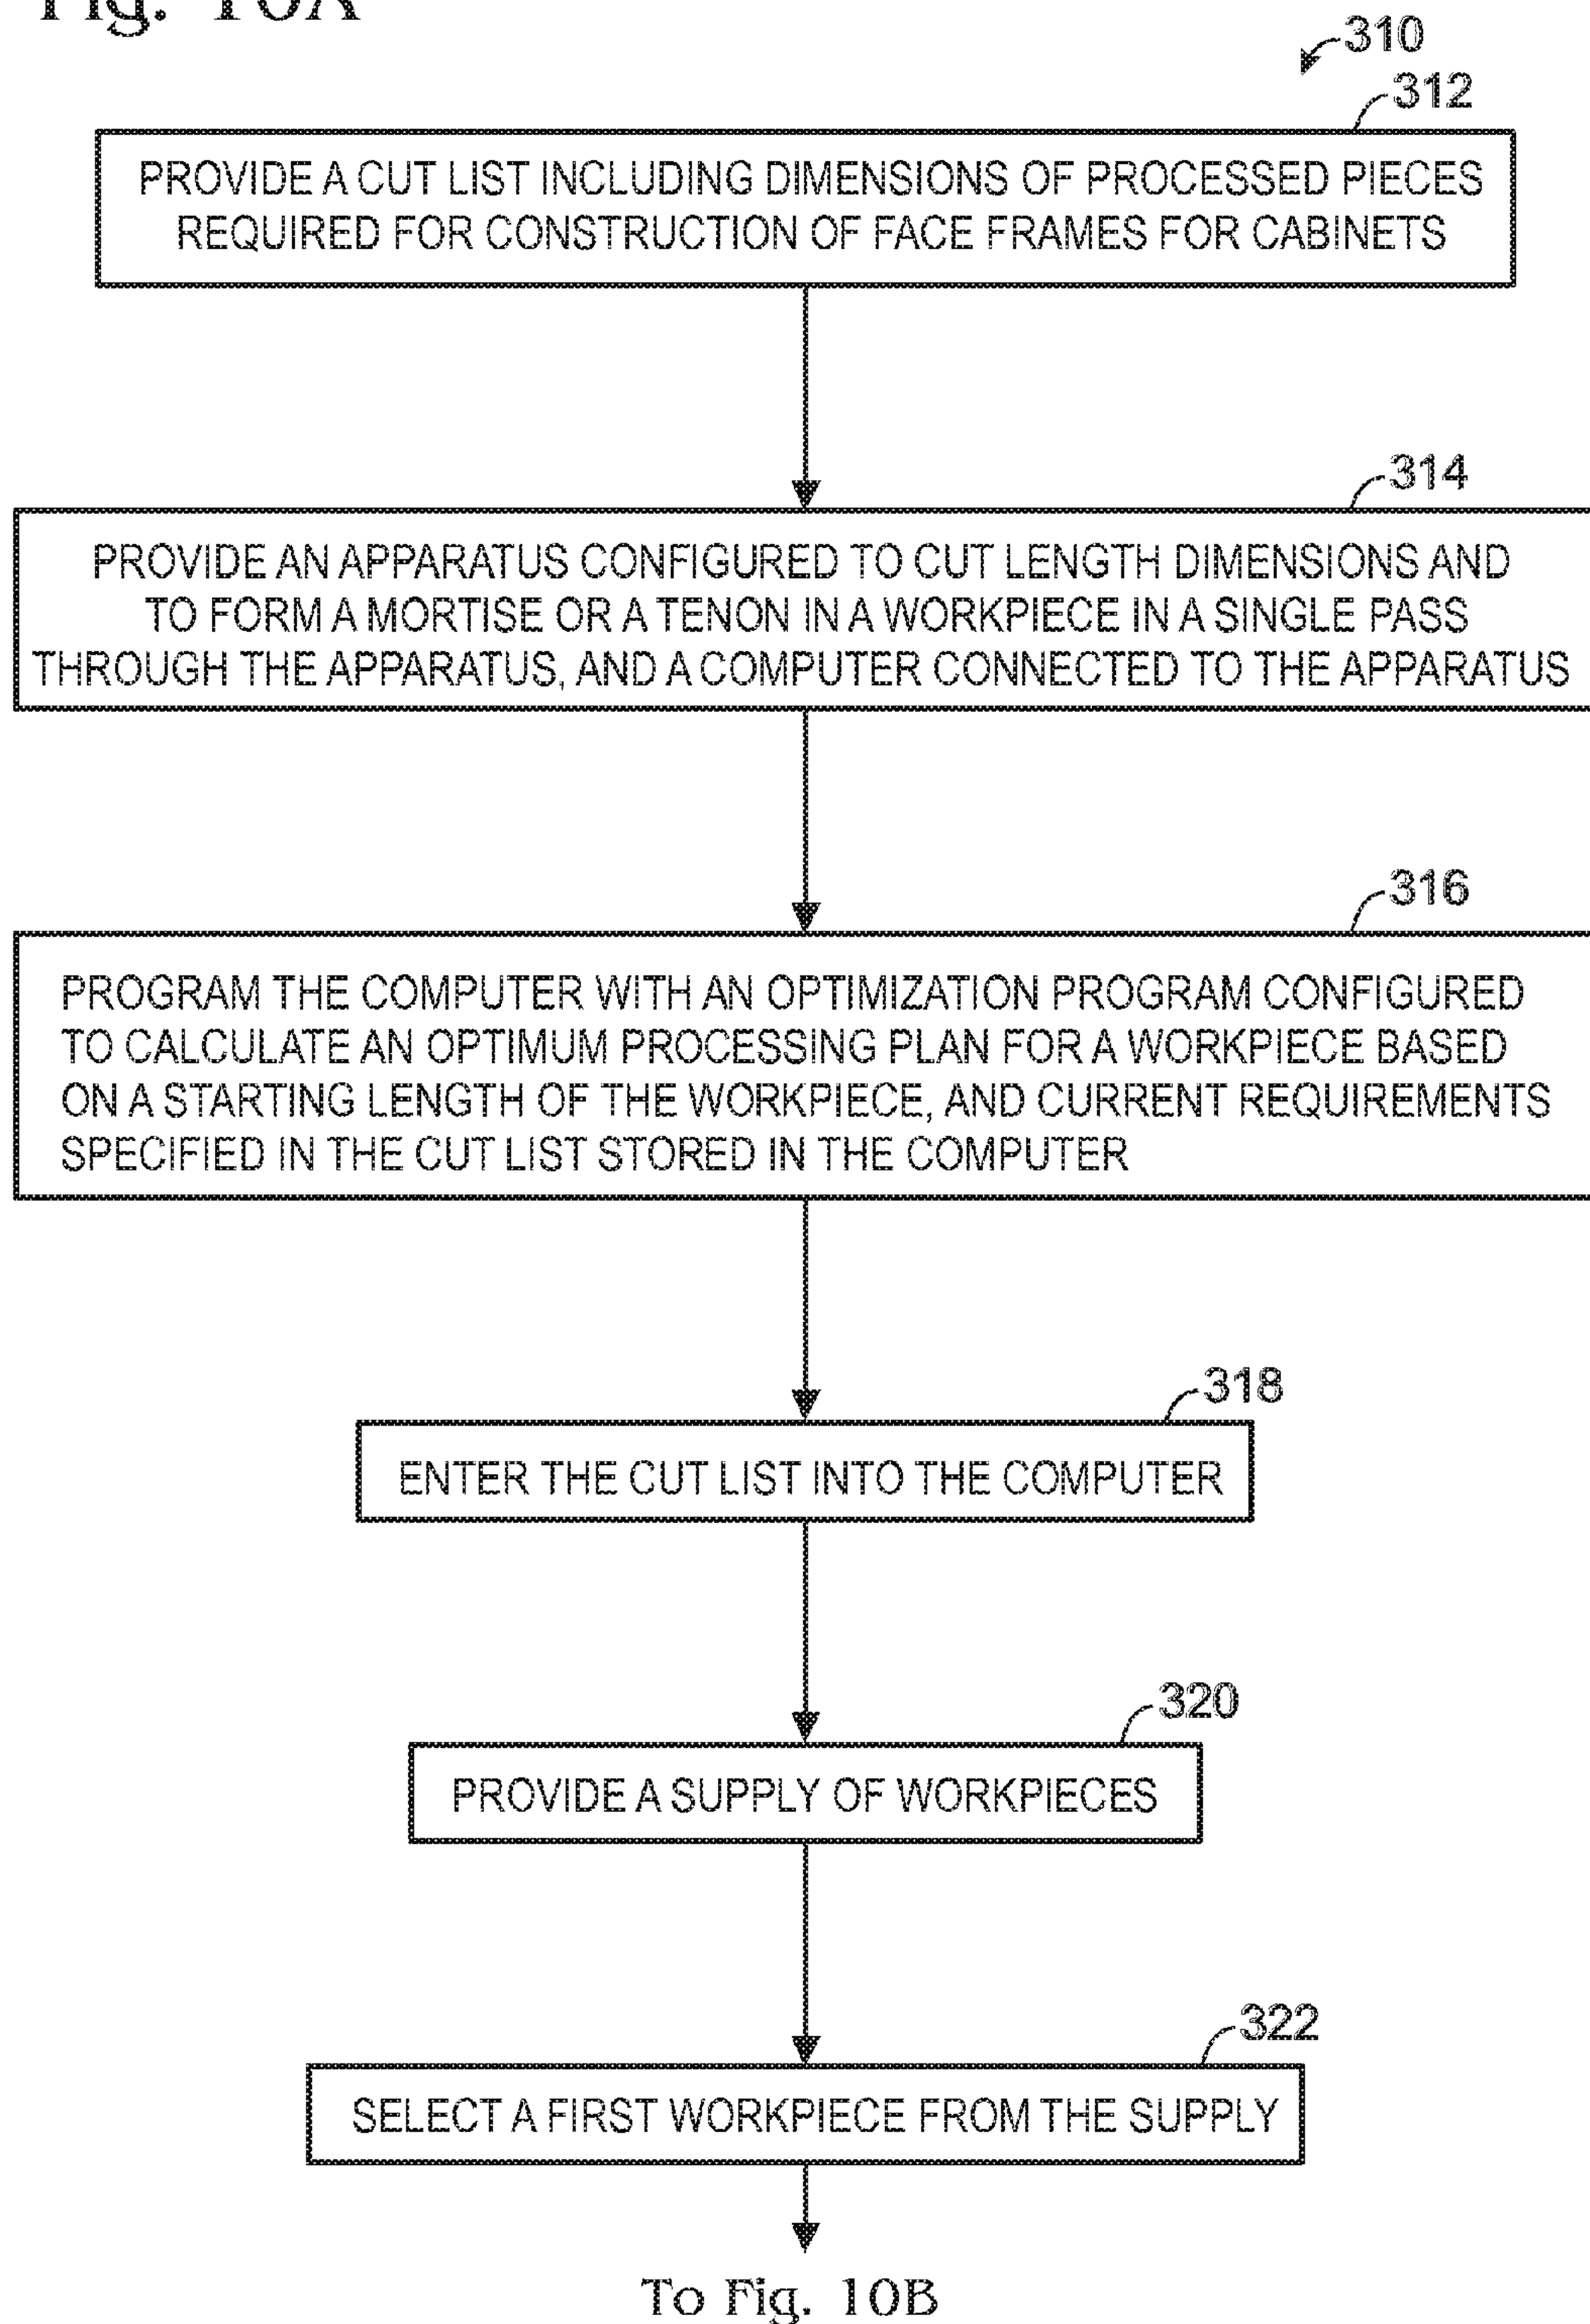 Fig. 10A
310
312
PROVIDE A CUT LIST INCLUDING DIMENSIONS OF PROCESSED PIECES
REQUIRED FOR CONSTRUCTION OF FACE FRAMES FOR CABINETS
314
PROVIDE AN APPARATUS CONFIGURED TO CUT LENGTH DIMENSIONS AND
TO FORM A MORTISE OR A TENON IN A WORKPIECE IN A SINGLE PASS
THROUGH THE APPARATUS, AND A COMPUTER CONNECTED TO THE APPARATUS
316
PROGRAM THE COMPUTER WITH AN OPTIMIZATION PROGRAM CONFIGURED
TO CALCULATE AN OPTIMUM PROCESSING PLAN FOR A WORKPIECE BASED
ON A STARTING LENGTH OF THE WORKPIECE, AND CURRENT REQUIREMENTS
SPECIFIED IN THE CUT LIST STORED IN THE COMPUTER
318
ENTER THE CUT LIST INTO THE COMPUTER
320
PROVIDE A SUPPLY OF WORKPIECES
322
SELECT A FIRST WORKPIECE FROM THE SUPPLY
To Fig. 10B